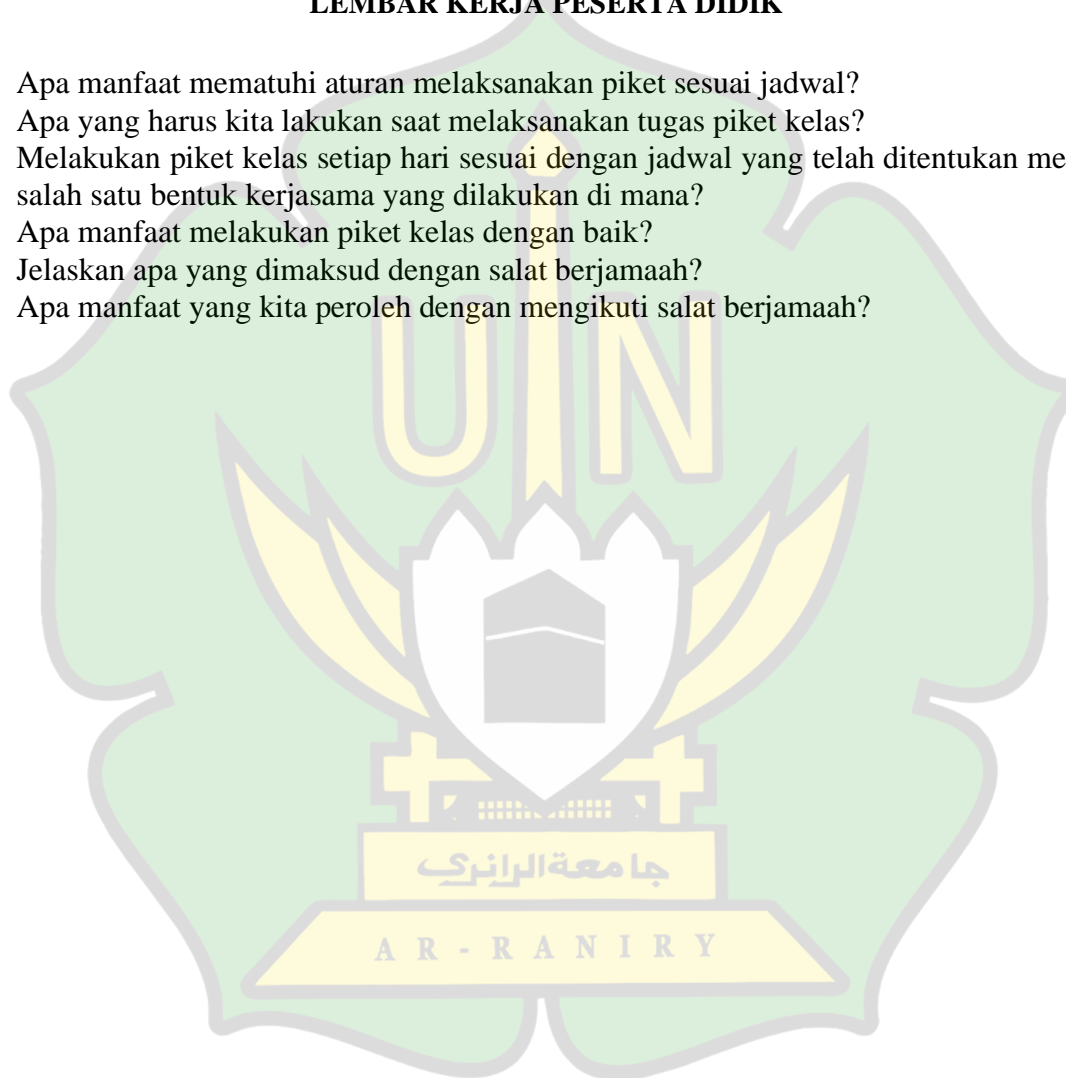 LEMBAR KERJA PESERTA DIDIK
Apa manfaat mematuhi aturan melaksanakan piket sesuai jadwal?
Apa yang harus kita lakukan saat melaksanakan tugas piket kelas?
Melakukan piket kelas setiap hari sesuai dengan jadwal yang telah ditentukan me
salah satu bentuk kerjasama yang dilakukan di mana?
Apa manfaat melakukan piket kelas dengan baik?
Jelaskan apa yang dimaksud dengan salat berjamaah?
Apa manfaat yang kita peroleh dengan mengikuti salat berjamaah?
UIN
جامعة الرانري
AR-RANIRY